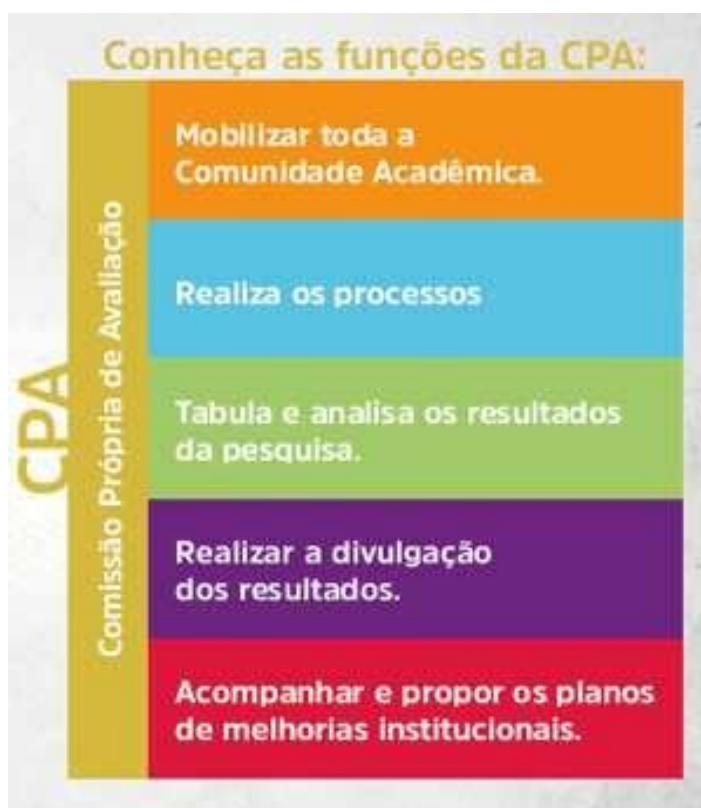 Conheça as funções da CPA:
CPA
Comissão Própria de Avaliação
Mobilizar toda a
Comunidade Acadêmica.
Realiza os processos
Tabula e analisa os resultados
da pesquisa.
Realizar a divulgação
dos resultados.
Acompanhar e propor os planos
de melhorias institucionais.